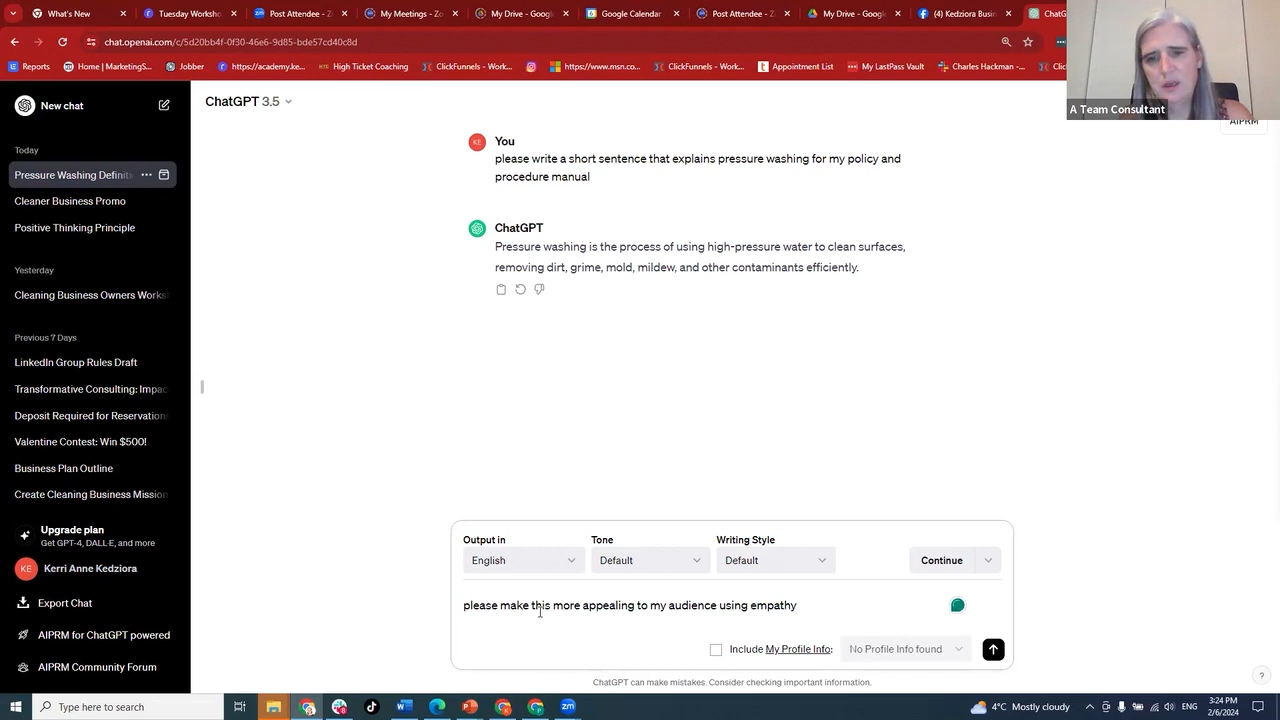 What's New
Tuesday Worksho
Post Attendee - Zo
My Meetings - Zo
My Drive - Googl
Google Calendar
Post Attendee - Z
My Drive - Goog
(4) Kedziora Busin
ChatG
chat.openai.com/c/5d20bb4f-0f30-46e6-9d85-bde57cd40c8d
Reports
Home | MarketingS...
Jobber
https://academy.ke...
High Ticket Coaching
ClickFunnels - Work...
https://www.msn.co...
ClickFunnels - Work...
Appointment List
My LastPass Vault
Charles Hackman -...
Clic
A Team Consultant
AIPRM
New chat
ChatGPT 3.5
Today
Pressure Washing Definit
Cleaner Business Promo
Positive Thinking Principle
Yesterday
Cleaning Business Owners Works
Previous 7 Days
LinkedIn Group Rules Draft
Transformative Consulting: Impac
Deposit Required for Reservation
Valentine Contest: Win $500!
Business Plan Outline
Create Cleaning Business Mission
Upgrade plan
Get GPT-4, DALL·E, and more
KE
Kerri Anne Kedziora
Export Chat
AIPRM for ChatGPT powered
AIPRM Community Forum
KE
You
please write a short sentence that explains pressure washing for my policy and
procedure manual
ChatGPT
Pressure washing is the process of using high-pressure water to clean surfaces,
removing dirt, grime, mold, mildew, and other contaminants efficiently.
Output in
Tone
Writing Style
English
Default
Default
Continue
please make this more appealing to my audience using empathy
Include My Profile Info:
No Profile Info found
ChatGPT can make mistakes. Consider checking important information.
?
Type here to search
4°C Mostly cloudy
ENG
3:24 PM
2/6/2024